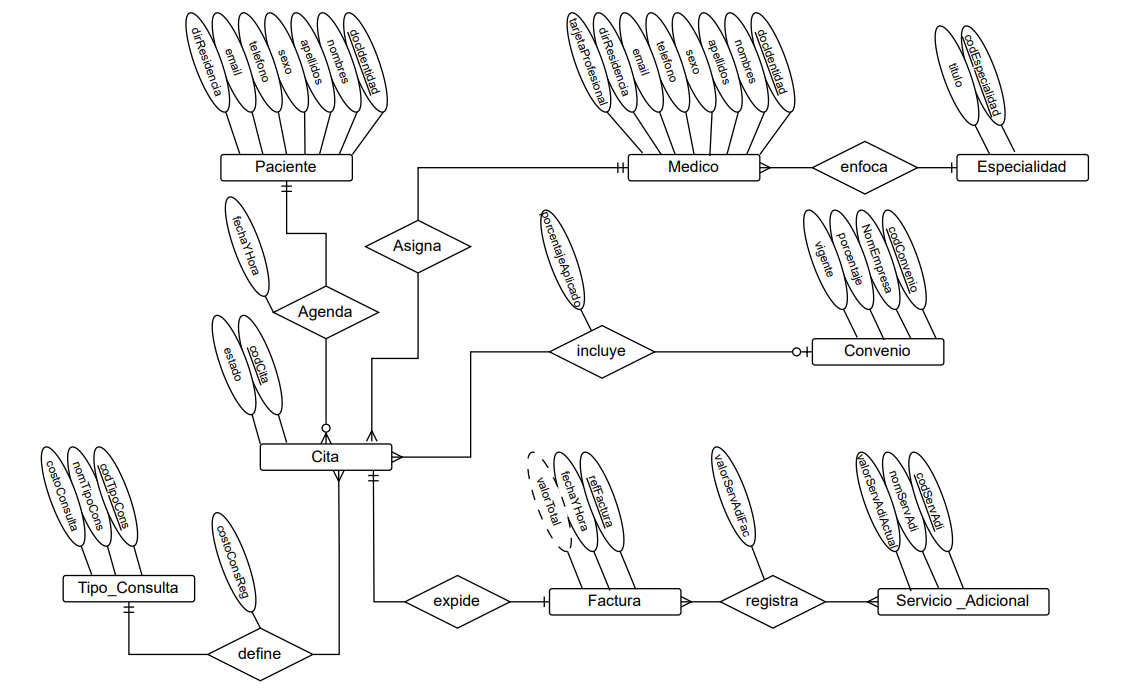 dirResidencia
email
telefono
sexo
apellidos
nombres
docIdentidad
tarjetaProfesional
dirResidencia
email
telefono
sexo
apellidos
nombres
docIdentidad
titulo
codEspecialidad
Paciente
Medico
enfoca
Especialidad
fechaYHora
Asigna
porcentajeAplicado
vigente
porcentaje
NomEmpresa
codConvenio
Agenda
incluye
Convenio
estado
codCita
Cita
costoConsulta
nomTipoCons
codTipoCons
costoConsReg
valorTotal
fechaYHora
refFactura
valorServAdiFac
valorServAdiActual
nomServAdi
codServAdi
Tipo_Consulta
expide
Factura
registra
Servicio _Adicional
define